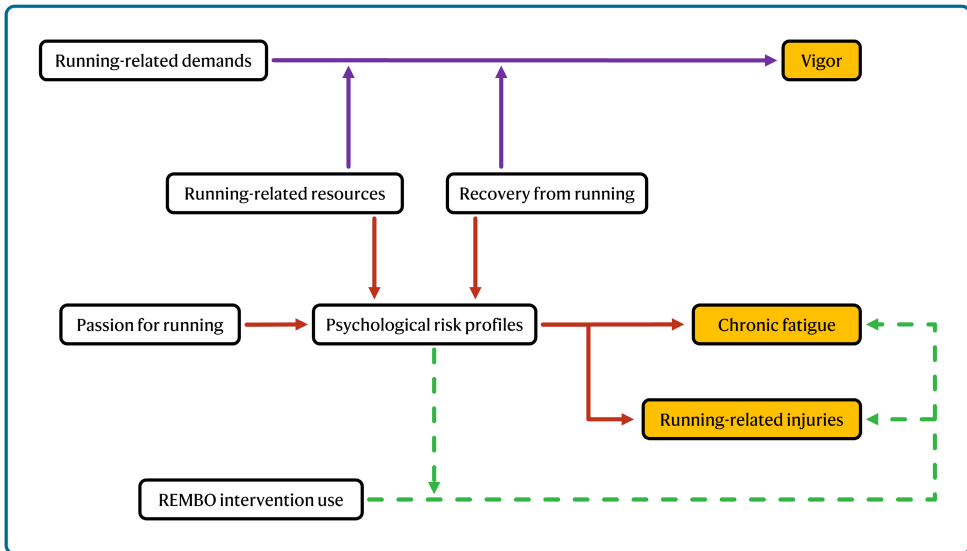 Running-related demands
Vigor
Running-related resources
Recovery from running
Passion for running
Psychological risk profiles
Chronic fatigue
Running-related injuries
REMBO intervention use